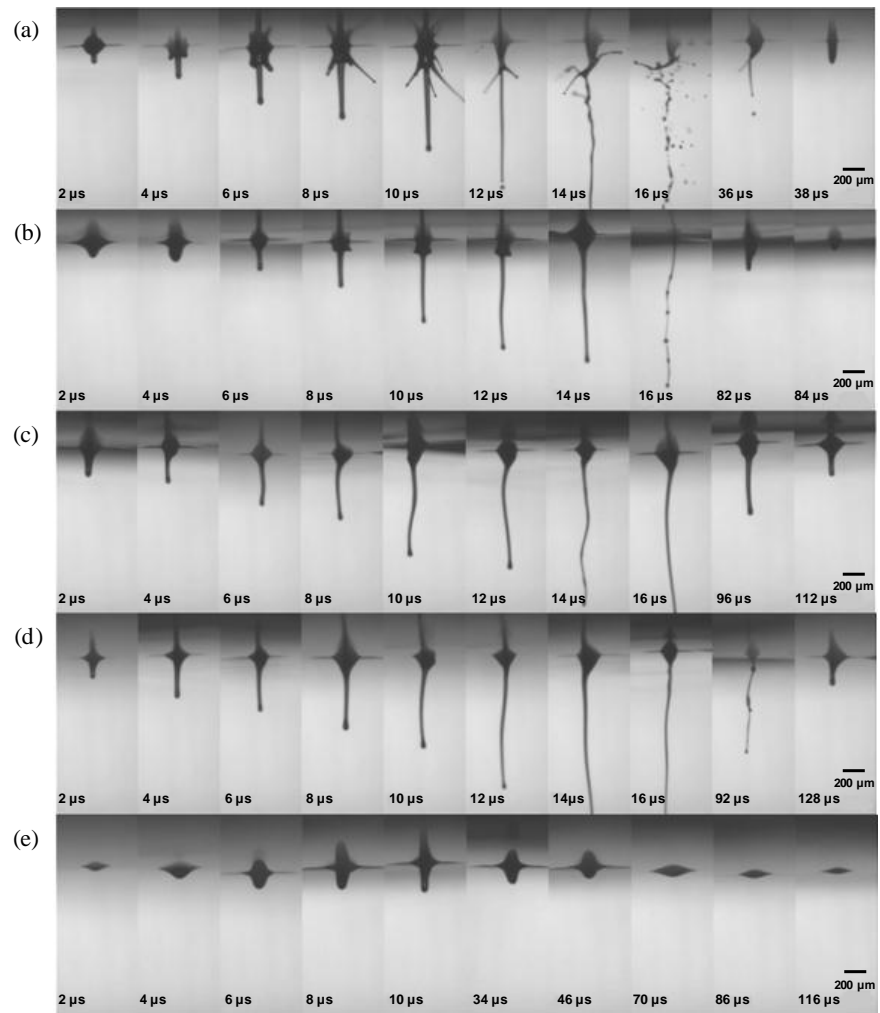 (a)
2 µs 4 µs 6 µs 8 µs 10 µs 12 µs 14 µs 16 µs 36 µs 38 µs
200 µm
(b)
2 µs 4 µs 6 µs 8 µs 10 µs 12 µs 14 µs 16 µs 82 µs 84 µs
200 µm
(c)
2 µs 4 µs 6 µs 8 µs 10 µs 12 µs 14 µs 16 µs 96 µs 112 µs
200 µm
(d)
2 µs 4 µs 6 µs 8 µs 10 µs 12 µs 14µs 16 µs 92 µs 128 µs
200 µm
(e)
2 µs 4 µs 6 µs 8 µs 10 µs 34 µs 46 µs 70 µs 86 µs 116 µs
200 µm